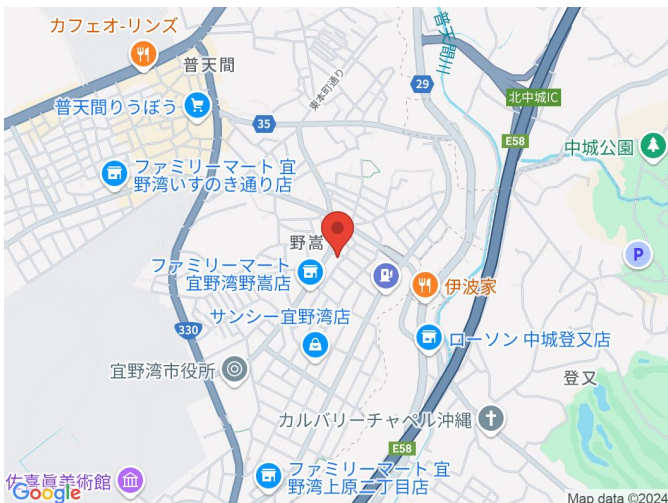 カフェオ-リンズ
普天間
東本町通り
普天間川
29
北中城IC
普天間りうぼう
35
E58
中城公園
ファミリーマート 宜
野湾いすのき通り店
野嵩
ファミリーマート
宜野湾野嵩店
伊波家
P
サンシー宜野湾店
330
ローソン 中城登又店
宜野湾市役所
登又
カルバリーチャペル沖縄
E58
佐喜眞美術館
ファミリーマート 宜
野湾上原二丁目店
Google
Map data ©2024